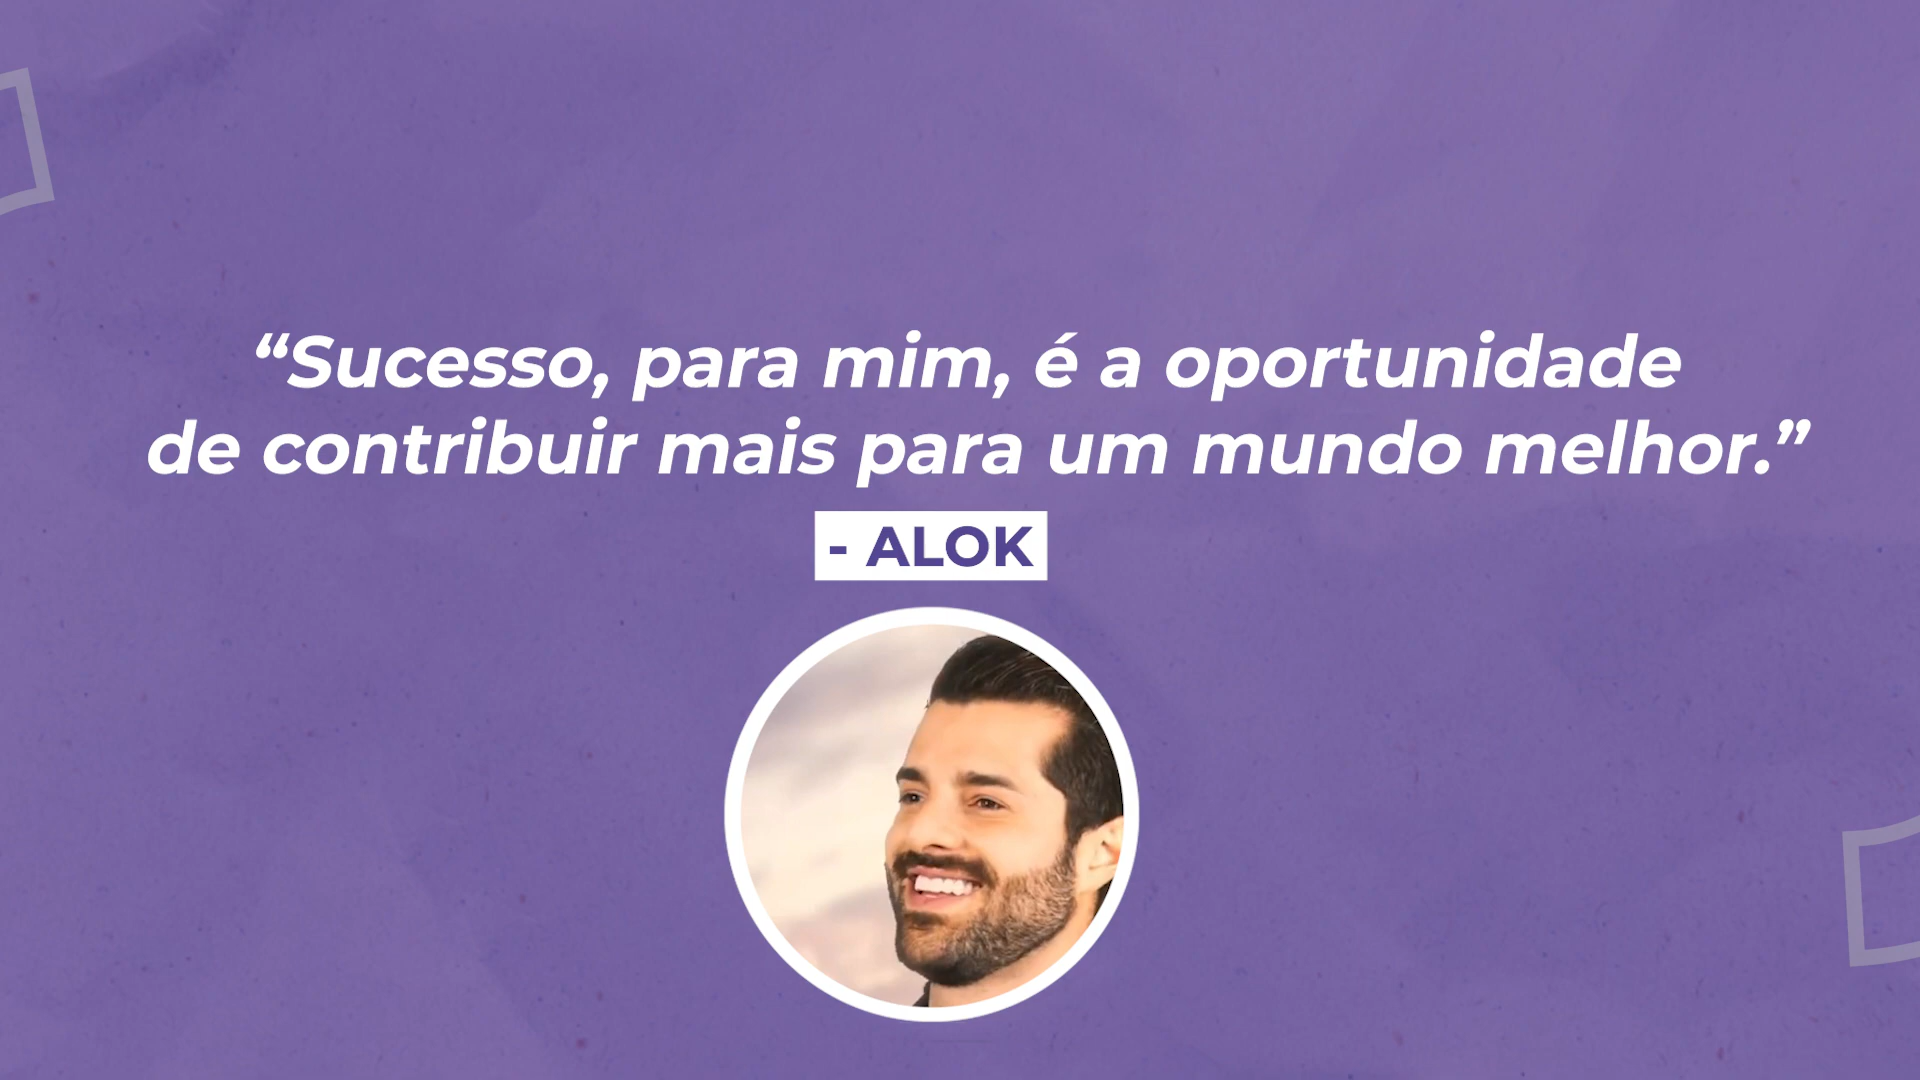 “Sucesso, para mim, é a oportunidade
de contribuir mais para um mundo melhor.”
- ALOK